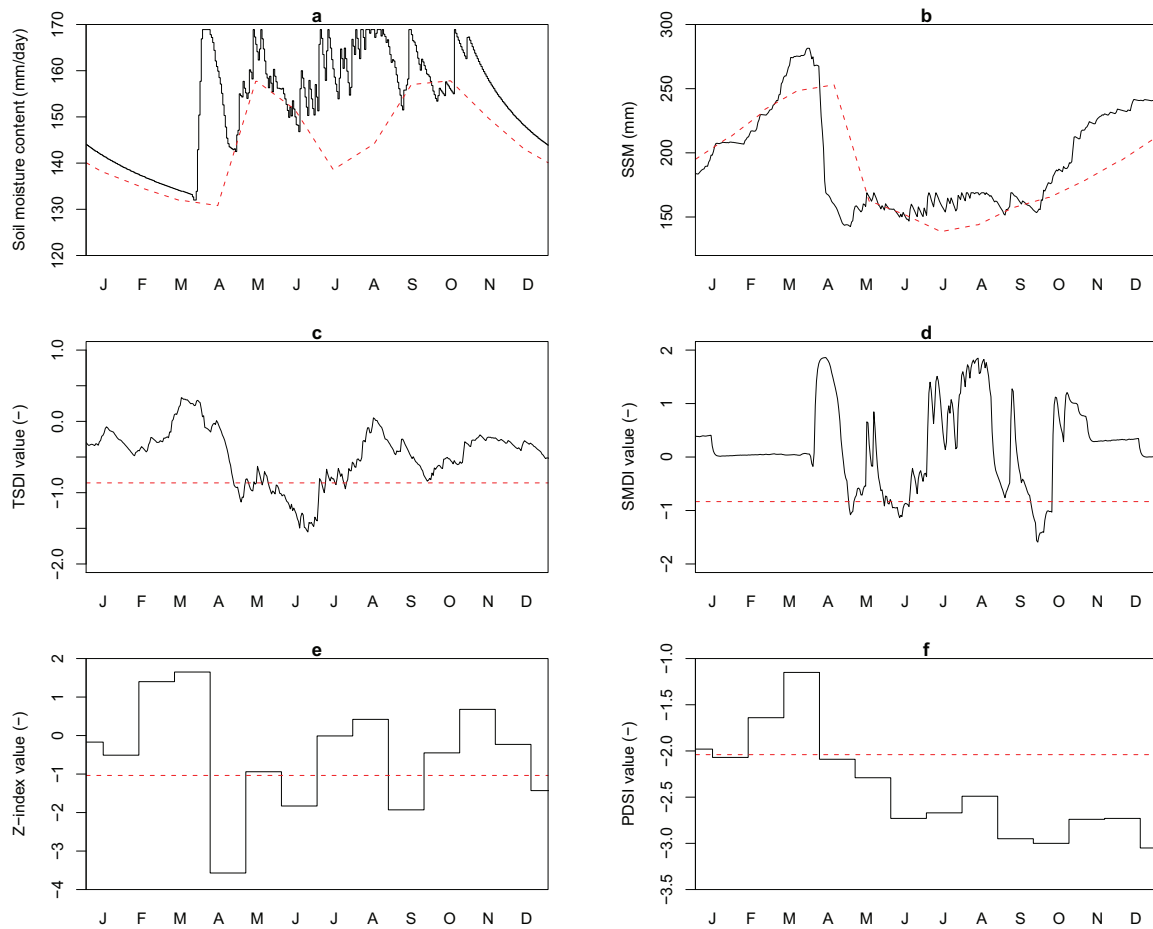 a
Soil moisture content (mm/day)
170
160
150
140
130
120
J F M A M J J A S O N D
b
SSM (mm)
300
250
200
150
J F M A M J J A S O N D
c
TSDI value (−)
1.0
0.0
−1.0
−2.0
J F M A M J J A S O N D
d
SMDI value (−)
2
1
0
−1
−2
J F M A M J J A S O N D
e
Z−index value (−)
2
1
0
−1
−2
−3
−4
J F M A M J J A S O N D
f
PDSI value (−)
−1.0
−1.5
−2.0
−2.5
−3.0
−3.5
J F M A M J J A S O N D